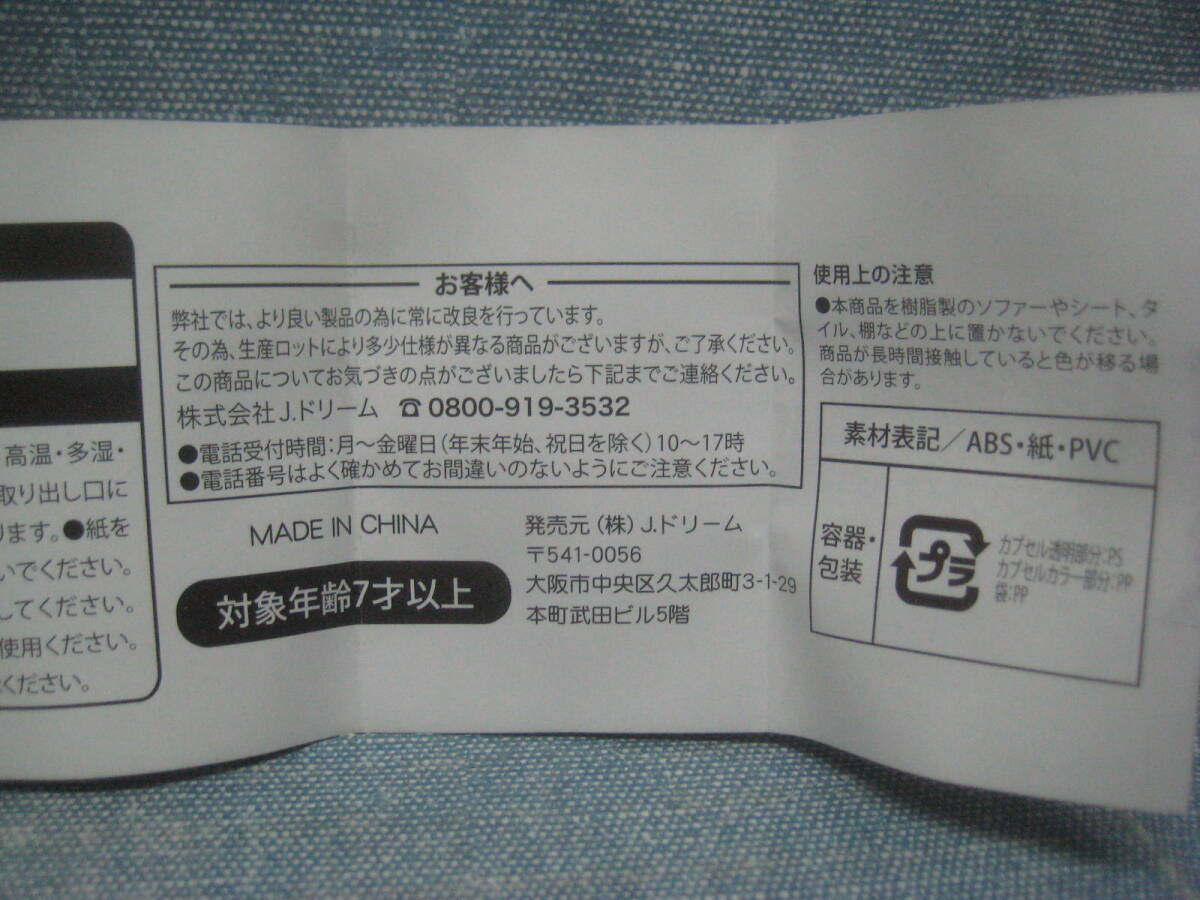 高温・多湿・
取り出し口に
ります。●紙を
いでください。
してください。
使用ください。
ください。
お客様へ
弊社では、より良い製品の為に常に改良を行っています。
その為、生産ロットにより多少仕様が異なる商品がございますが、ご了承ください。
この商品についてお気づきの点がございましたら下記までご連絡ください。
株式会社J.ドリーム ☎0800-919-3532
●電話受付時間：月～金曜日(年末年始、祝日を除く)10～17時
●電話番号はよく確かめてお間違いのないようにご注意ください。
MADE IN CHINA
対象年齢7才以上
発売元(株)J.ドリーム
〒541-0056
大阪市中央区久太郎町3-1-29
本町武田ビル5階
使用上の注意
●本商品を樹脂製のソファーやシート、タ
イル、棚などの上に置かないでください。
商品が長時間接触していると色が移る場
合があります。
素材表記／ABS・紙・PVC
容器・
包装
プラ
カプセル透明部分：PS
カプセルカラー部分：PP
袋：PP